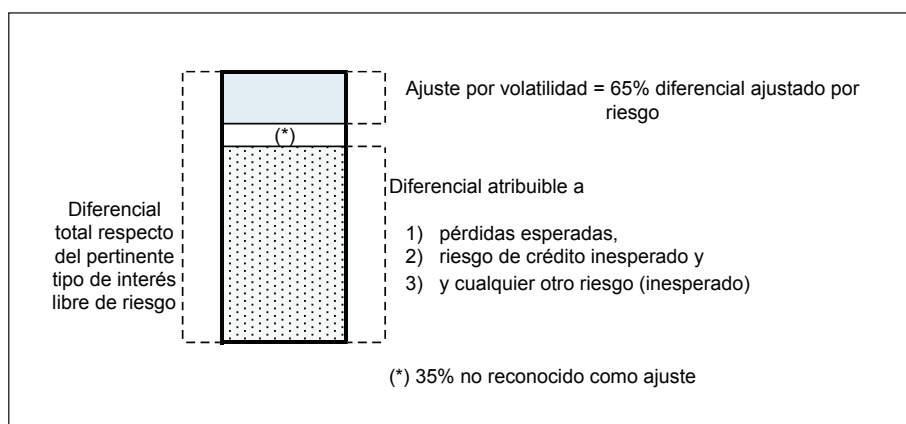 Ajuste por volatilidad = 65% diferencial ajustado por
riesgo
(*)
Diferencial
total respecto
del pertinente
tipo de interés
libre de riesgo
Diferencial atribuible a
1) pérdidas esperadas,
2) riesgo de crédito inesperado y
3) y cualquier otro riesgo (inesperado)
(*) 35% no reconocido como ajuste